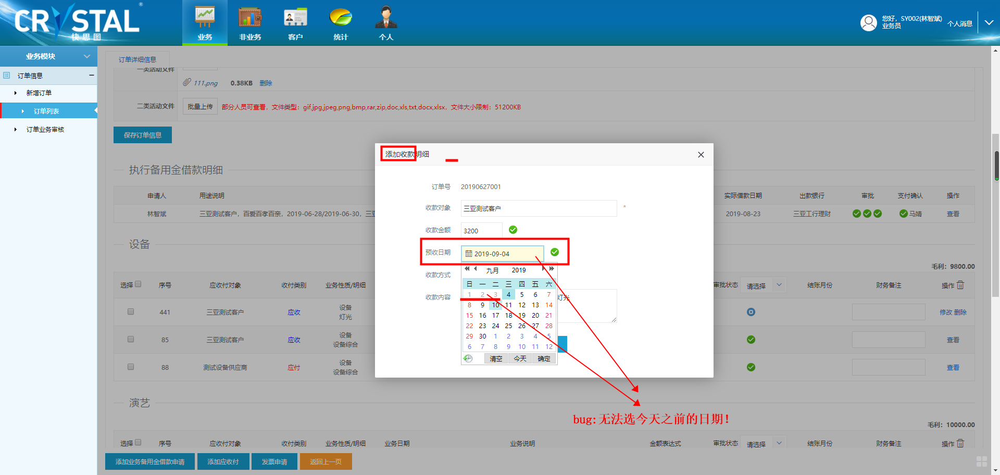 CRYSTAL
®
快思图
业务
非业务
客户
统计
个人
您好，SY002(林智斌)
业务员
个人消息
业务模块
订单信息
新增订单
订单列表
订单业务审核
订单详细信息
一类活动文件
111.png 0.38KB 删除
二类活动文件 批量上传 部分人员可查看，文件类型：gif,jpg,jpeg,png,bmp,rar,zip,doc,xls,txt,docx,xlsx，文件大小限制：51200KB
保存订单信息
执行备用金借款明细
申请人 用途说明 实际借款日期 出款银行 审批 支付确认 操作
林智斌 三亚测试客户，百爱百孝百亲，2019-06-28/2019-06-30，三亚 2019-08-23 三亚工行理财 马婧 查看
设备
毛利：9800.00
选择 序号 应收付对象 收付类别 业务性质/明细 审批状态 请选择 结账月份 财务备注 操作
441 三亚测试客户 应收 设备 灯光 修改 删除
85 三亚测试客户 应收 设备 设备综合 查看
88 测试设备供应商 应付 设备 设备综合 查看
演艺
毛利：10000.00
选择 序号 应收付对象 收付类别 业务性质/明细 业务日期 业务说明 金额表达式 审批状态 请选择 结账月份 财务备注 操作
添加业务备用金借款申请 添加应收付 发票申请 返回上一页
添加收款明细
订单号 20190627001
收款对象 三亚测试客户 *
收款金额 3200
预收日期 2019-09-04
收款方式
收款内容 灯光
九月 2019
日 一 二 三 四 五 六
1 2 3 4 5 6 7
8 9 10 11 12 13 14
15 16 17 18 19 20 21
22 23 24 25 26 27 28
29 30 1 2 3 4 5
6 7 8 9 10 11 12
清空 今天 确定
bug:无法选今天之前的日期！